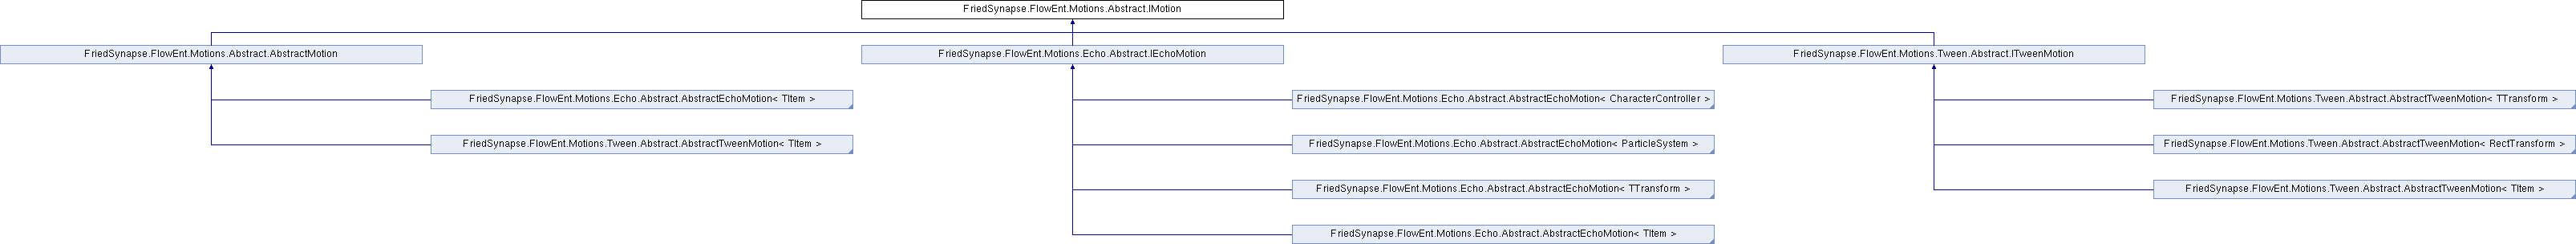 FriedSynapse.FlowEnt.Motions.Abstract.IMotion
FriedSynapse.FlowEnt.Motions.Abstract.AbstractMotion
FriedSynapse.FlowEnt.Motions.Echo.Abstract.IEchoMotion
FriedSynapse.FlowEnt.Motions.Tween.Abstract.ITweenMotion
FriedSynapse.FlowEnt.Motions.Echo.Abstract.AbstractEchoMotion< TItem >
FriedSynapse.FlowEnt.Motions.Echo.Abstract.AbstractEchoMotion< CharacterController >
FriedSynapse.FlowEnt.Motions.Tween.Abstract.AbstractTweenMotion< TTransform >
FriedSynapse.FlowEnt.Motions.Tween.Abstract.AbstractTweenMotion< TItem >
FriedSynapse.FlowEnt.Motions.Echo.Abstract.AbstractEchoMotion< ParticleSystem >
FriedSynapse.FlowEnt.Motions.Tween.Abstract.AbstractTweenMotion< RectTransform >
FriedSynapse.FlowEnt.Motions.Echo.Abstract.AbstractEchoMotion< TTransform >
FriedSynapse.FlowEnt.Motions.Tween.Abstract.AbstractTweenMotion< TItem >
FriedSynapse.FlowEnt.Motions.Echo.Abstract.AbstractEchoMotion< TItem >